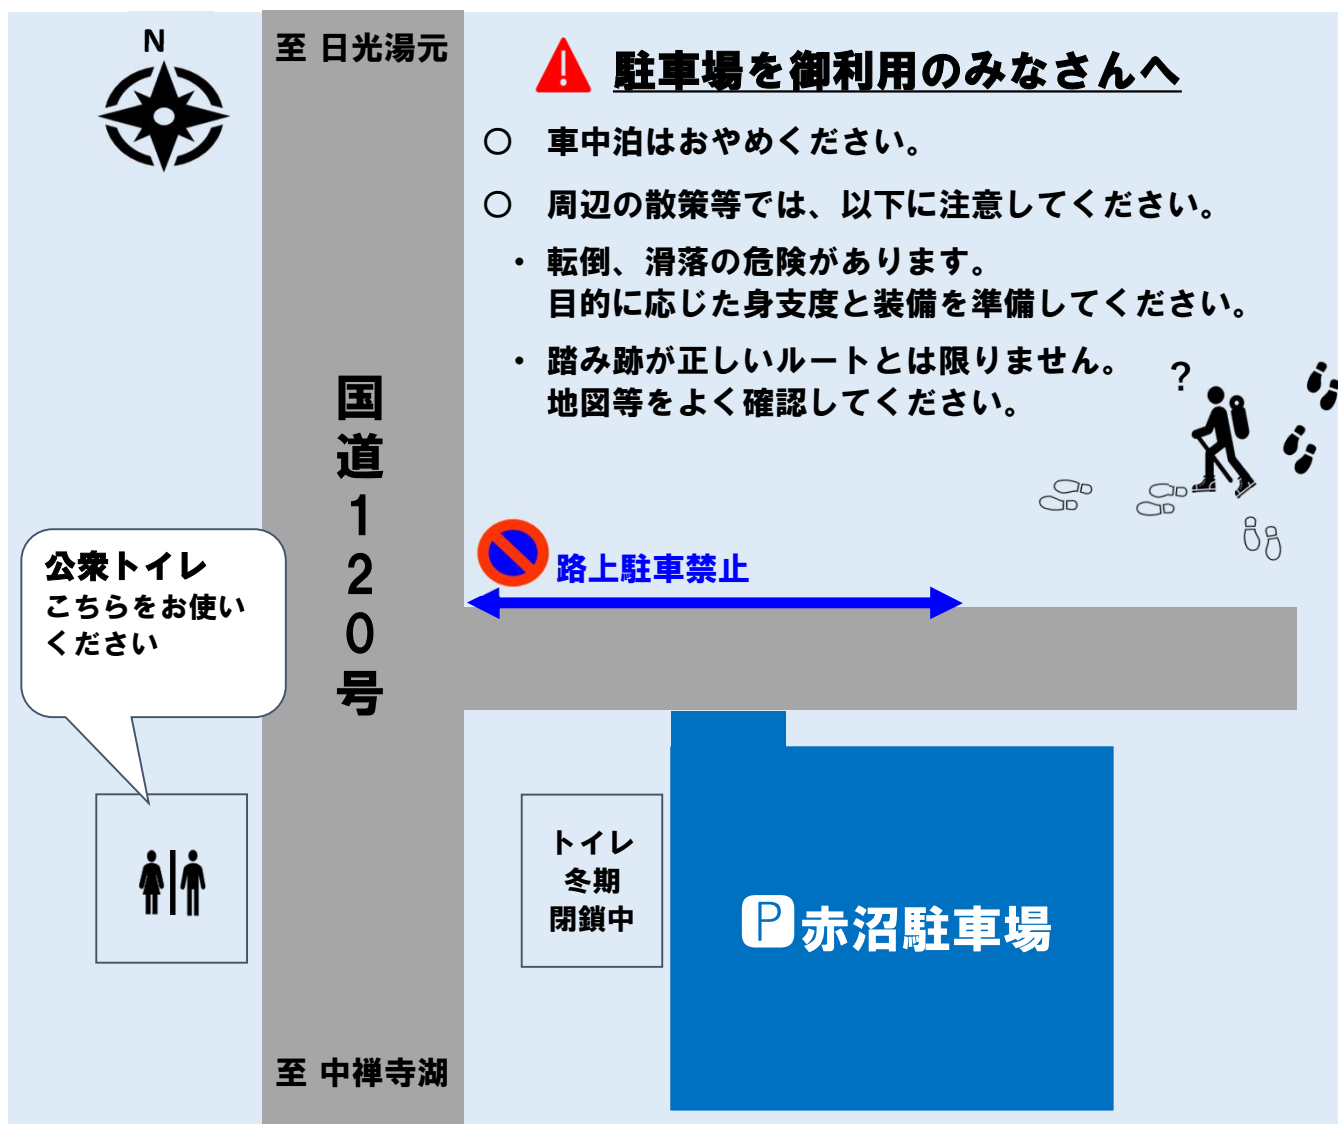 N
至 日光湯元
駐車場を御利用のみなさんへ
○ 車中泊はおやめください。
○ 周辺の散策等では、以下に注意してください。
・ 転倒、滑落の危険があります。
目的に応じた身支度と装備を準備してください。
・ 踏み跡が正しいルートとは限りません。
地図等をよく確認してください。
?
国道120号
路上駐車禁止
公衆トイレ
こちらをお使い
ください
トイレ
冬期
閉鎖中
P赤沼駐車場
至 中禅寺湖